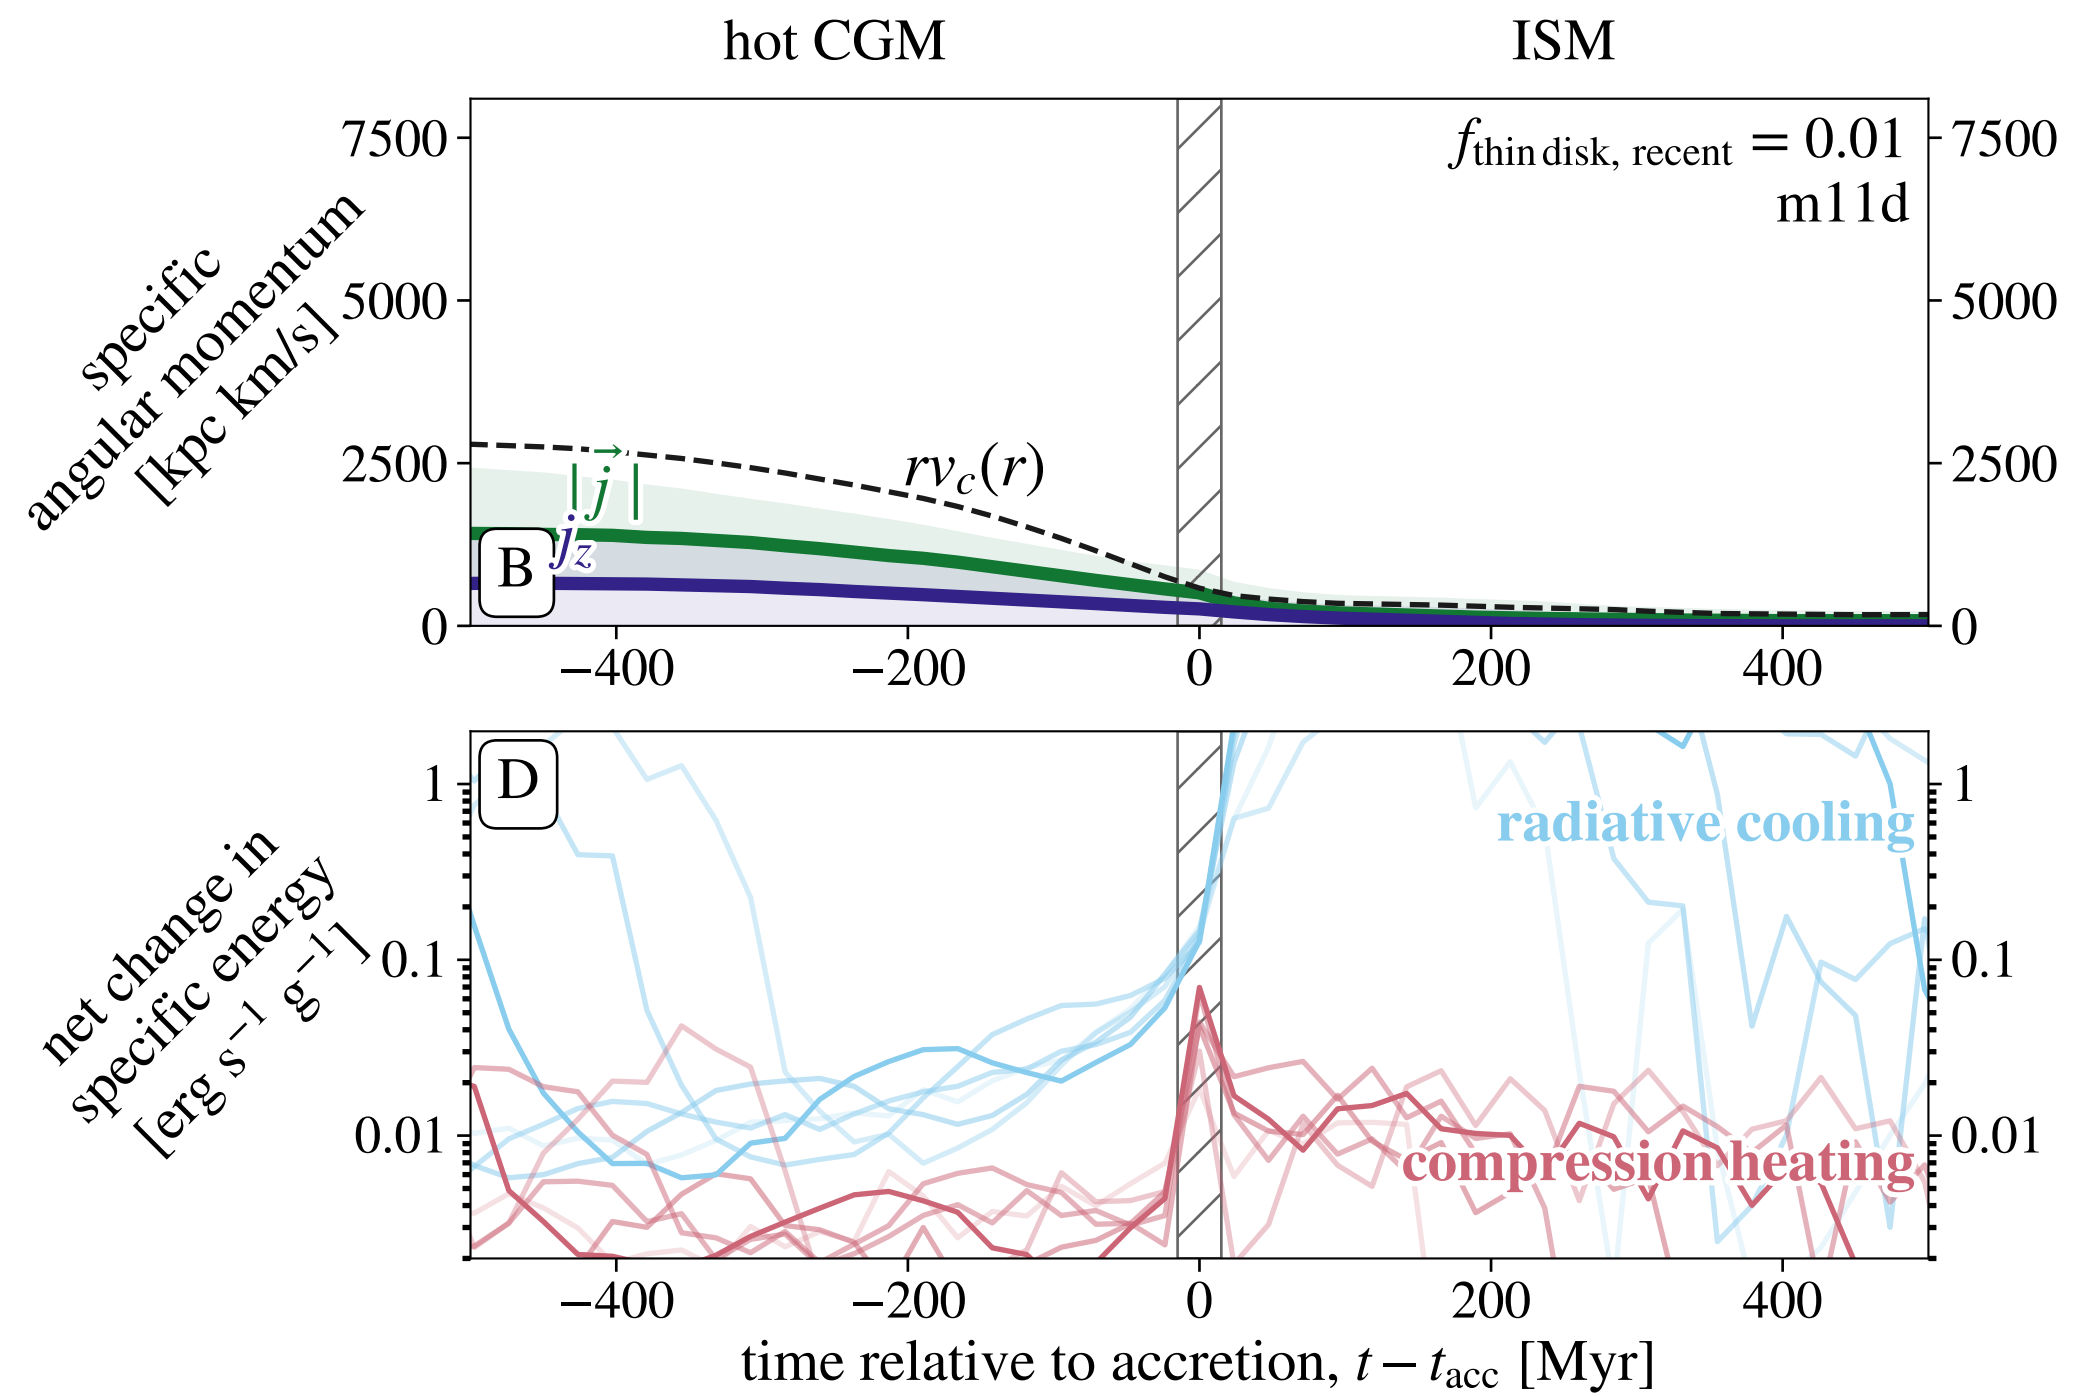 hot CGM
ISM
specific
angular momentum
[kpc km/s]
7500
5000
2500
0
7500
5000
2500
0
f_thin disk, recent = 0.01
m11d
rv_c(r)
|j⃗|
j_z
B
−400
−200
0
200
400
D
net change in
specific energy
[erg s⁻¹ g⁻¹]
1
0.1
0.01
1
0.1
0.01
radiative cooling
compression heating
−400
−200
0
200
400
time relative to accretion, t − t_acc [Myr]